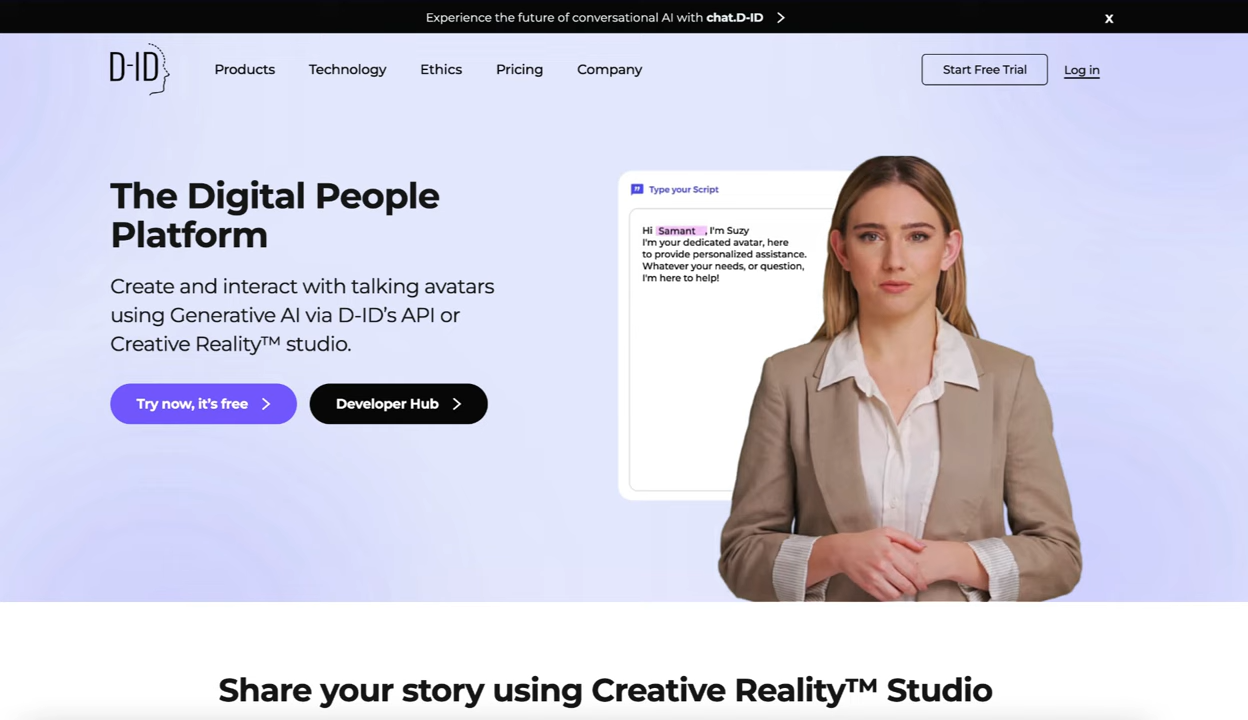 Experience the future of conversational AI with chat.D-ID
X
D-ID
Products
Technology
Ethics
Pricing
Company
Start Free Trial
Log in
The Digital People
Platform
Create and interact with talking avatars
using Generative AI via D-ID’s API or
Creative Reality™ studio.
Try now, it’s free
Developer Hub
Type your Script
Hi Samant , I'm Suzy
I'm your dedicated avatar, here
to provide personalized assistance.
Whatever your needs, or question,
I'm here to help!
Share your story using Creative Reality™ Studio